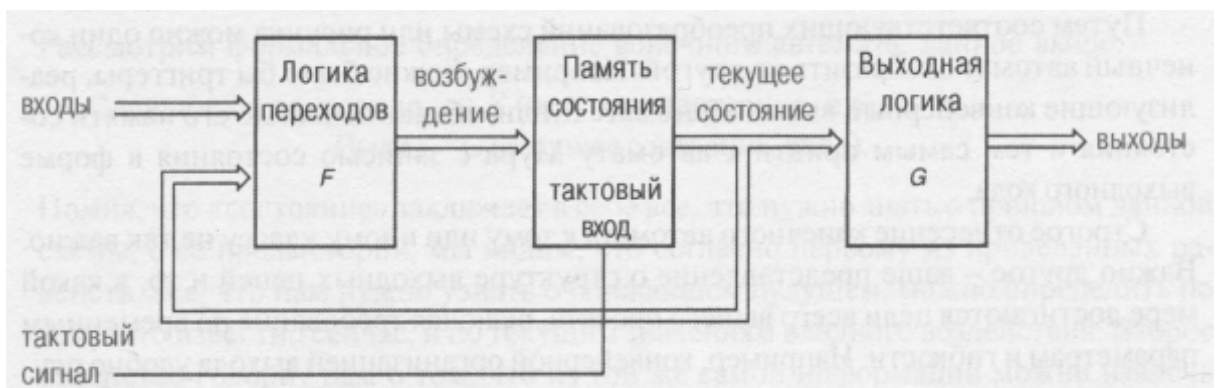 входы
Логика
переходов
F
возбуж-
дение
Память
состояния
тактовый
вход
текущее
состояние
Выходная
логика
G
выходы
тактовый
сигнал